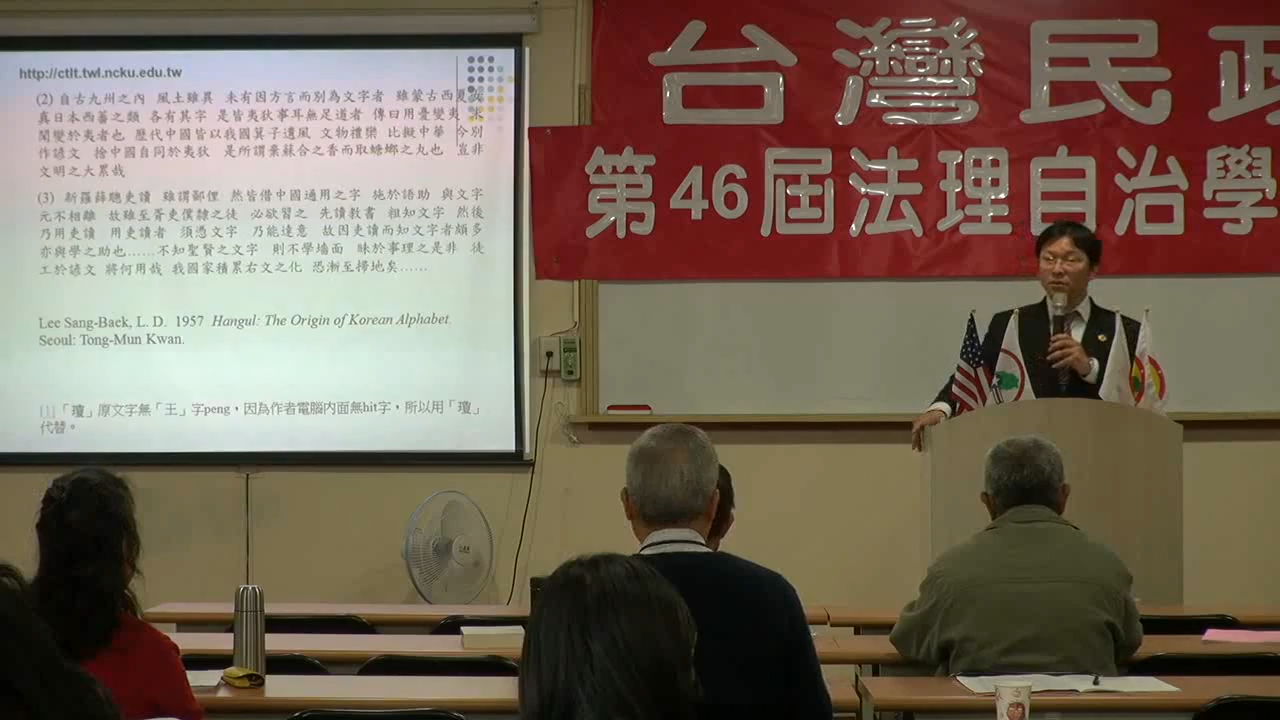 http://ctlt.twl.ncku.edu.tw
(2) 自古九州之內 風土雖異 未有因方言而別為文字者 雖蒙古西夏
真日本西蕃之類 各有其字 是皆夷狄事耳無足道者 傳曰用夏變夷
聞變於夷者也 歷代中國皆以我國箕子遺風 文物禮樂 比擬中華 今別
作諺文 捨中國自同於夷狄 是所謂棄蘇合之香而取螗螂之丸也 豈非
文明之大累哉
(3) 新羅薛聰吏讀 雖謂鄙俚 然皆借中國通用之字 施於語助 與文字
元不相離 故雖至胥吏僕隸之徒 必欲習之 先讀數書 粗知文字 然後
乃用吏讀 用吏讀者 須憑文字 乃能達意 故因吏讀而知文字者頗多
亦興學之助也……不知聖賢之文字 則不學墻面 昧於事理之是非 徒
工於諺文 將何用哉 我國家積累右文之化 恐漸至掃地矣……
Lee Sang-Baek, L. D. 1957 Hangul: The Origin of Korean Alphabet.
Seoul: Tong-Mun Kwan.
[1]「瓊」原文字無「王」字peng，因為作者電腦內面無hit字，所以用「瓊」
代替。
台灣民政
第46屆法理自治學